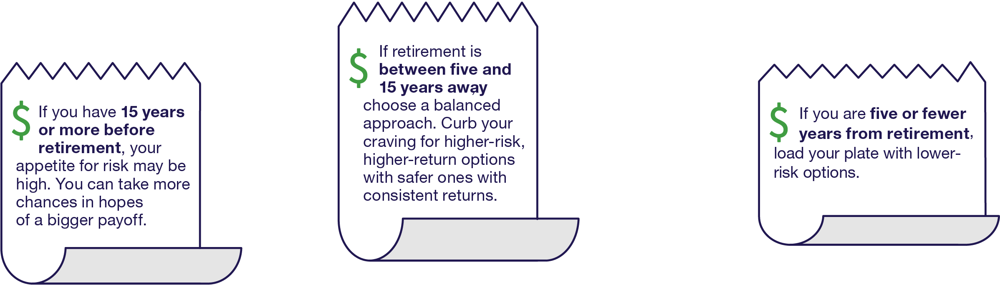 $ If you have 15 years
or more before
retirement, your
appetite for risk may be
high. You can take more
chances in hopes
of a bigger payoff.
$ If retirement is
between five and
15 years away,
choose a balanced
approach. Curb your
craving for higher-risk,
higher-return options
with safer ones with
consistent returns.
$ If you are five or fewer
years from retirement,
load your plate with lower-
risk options.